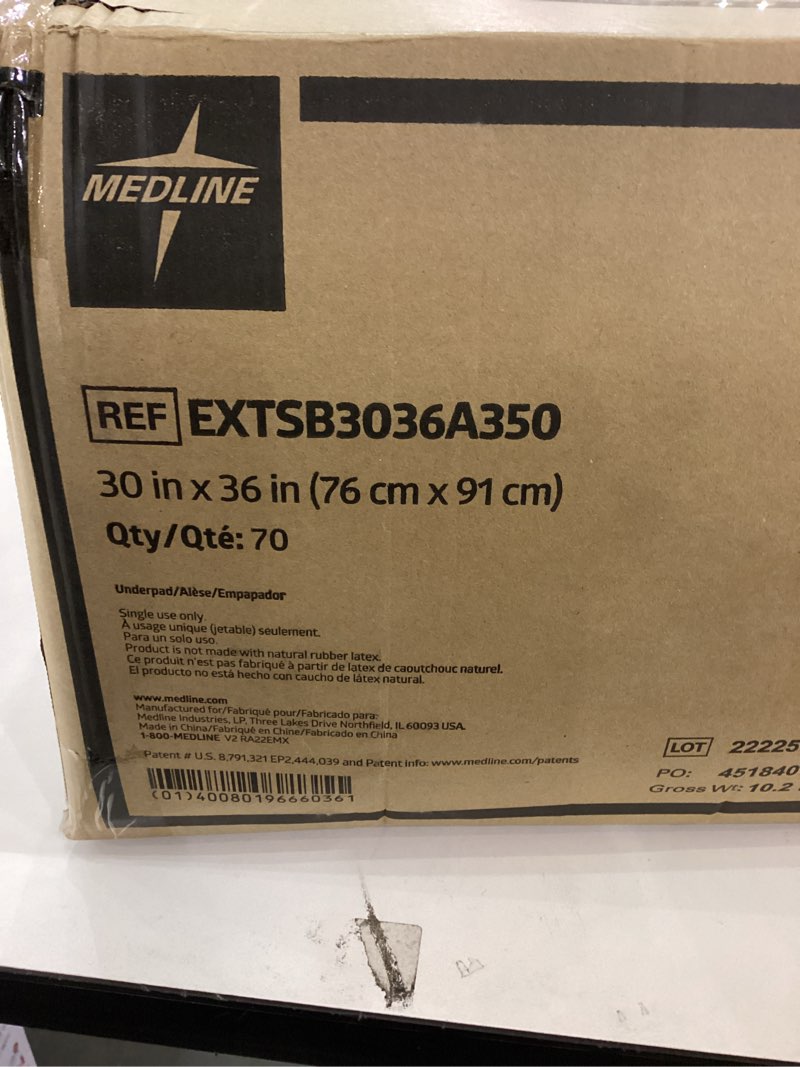 MEDLINE
REF EXTSB3036A350
30 in x 36 in (76 cm x 91 cm)
Qty/Qté: 70
Underpad/Alèse/Empapador
Single use only.
À usage unique (jetable) seulement.
Para un solo uso.
Product is not made with natural rubber latex.
Ce produit n'est pas fabriqué à partir de latex de caoutchouc naturel.
El producto no está hecho con caucho de látex natural.
www.medline.com
Manufactured for/Fabriqué pour/Fabricado para:
Medline Industries, LP, Three Lakes Drive Northfield, IL 60093 USA.
Made in China/Fabriqué en Chine/Fabricado en China
1-800-MEDLINE V2 RA22EMX
Patent # U.S. 8,791,321 EP2,444,039 and Patent info: www.medline.com/patents
(01)40080196660361
LOT 22225
PO: 451840
Gross Wt: 10.2